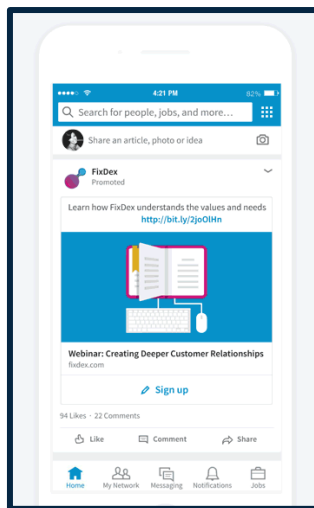 4:21 PM
82%
Search for people, jobs, and more...
Share an article, photo or idea
FixDex
Promoted
Learn how FixDex understands the values and needs
http://bit.ly/2joOlHn
Webinar: Creating Deeper Customer Relationships
fixdex.com
Sign up
94 Likes · 22 Comments
Like Comment Share
Home My Network Messaging Notifications Jobs